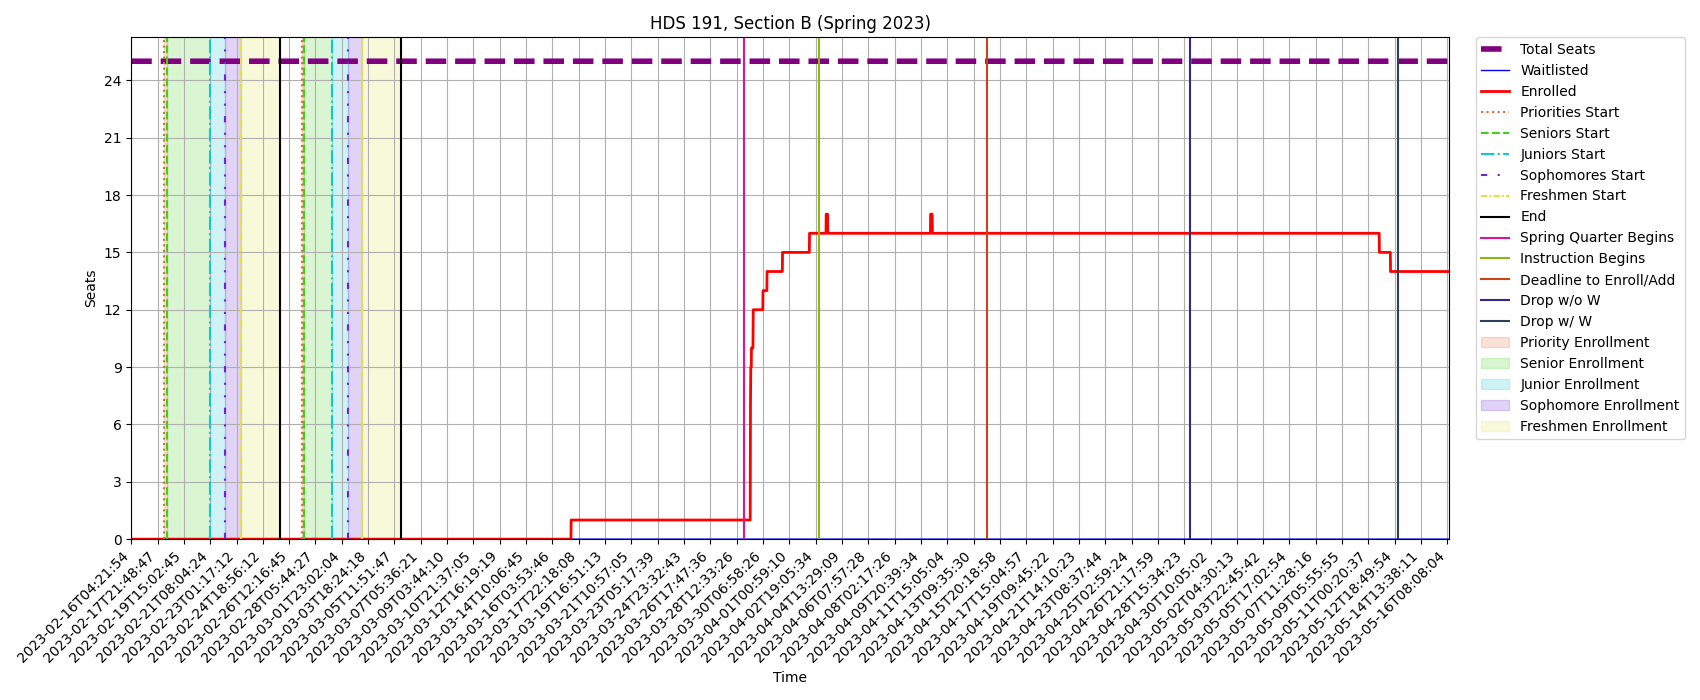 HDS 191, Section B (Spring 2023)
Seats
24
21
18
15
12
9
6
3
0
2023-02-16T04:21:54
2023-02-17T21:48:47
2023-02-19T15:02:45
2023-02-21T08:04:24
2023-02-23T01:17:12
2023-02-24T18:56:12
2023-02-26T12:16:45
2023-02-28T05:44:27
2023-03-01T23:02:04
2023-03-03T18:24:18
2023-03-05T11:51:47
2023-03-07T05:36:21
2023-03-09T03:44:10
2023-03-10T21:37:05
2023-03-12T16:19:19
2023-03-14T10:06:45
2023-03-16T03:53:46
2023-03-17T22:18:08
2023-03-19T16:51:13
2023-03-21T10:57:05
2023-03-23T05:17:39
2023-03-24T23:32:43
2023-03-26T17:47:36
2023-03-28T12:33:26
2023-03-30T06:58:26
2023-04-01T00:59:10
2023-04-02T19:05:34
2023-04-04T13:29:09
2023-04-06T07:57:28
2023-04-08T02:17:26
2023-04-09T20:39:34
2023-04-11T15:05:04
2023-04-13T09:35:30
2023-04-15T20:18:58
2023-04-17T15:04:57
2023-04-19T09:45:22
2023-04-21T14:10:23
2023-04-23T08:37:44
2023-04-25T02:59:24
2023-04-26T21:17:59
2023-04-28T15:34:23
2023-04-30T10:05:02
2023-05-02T04:30:13
2023-05-03T22:45:42
2023-05-05T17:02:54
2023-05-07T11:28:16
2023-05-09T05:55:55
2023-05-11T00:20:37
2023-05-12T18:49:54
2023-05-14T13:38:11
2023-05-16T08:08:04
Time
Total Seats
Waitlisted
Enrolled
Priorities Start
Seniors Start
Juniors Start
Sophomores Start
Freshmen Start
End
Spring Quarter Begins
Instruction Begins
Deadline to Enroll/Add
Drop w/o W
Drop w/ W
Priority Enrollment
Senior Enrollment
Junior Enrollment
Sophomore Enrollment
Freshmen Enrollment